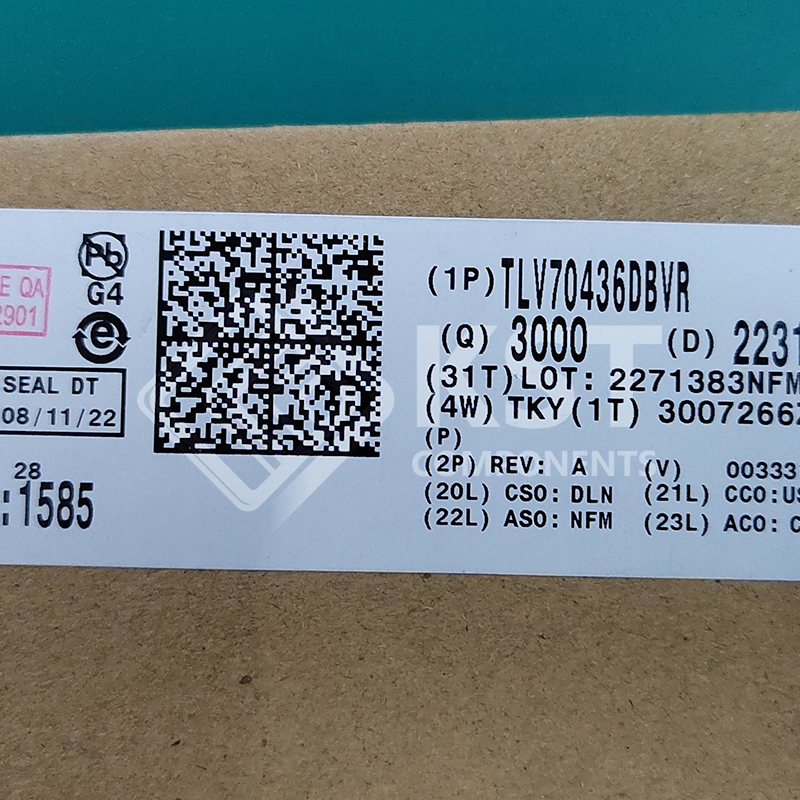 E QA
2901
Pb
G4
e
SEAL DT
08/11/22
28
:1585
(1P) TLV70436DBVR
(Q) 3000 (D) 2231
(31T) LOT: 2271383NFM
(4W) TKY (1T) 30072662
(P)
(2P) REV: A (V) 00333
(20L) CSO: DLN (21L) CCO:US
(22L) ASO: NFM (23L) ACO: C
KST
COMPONENTS